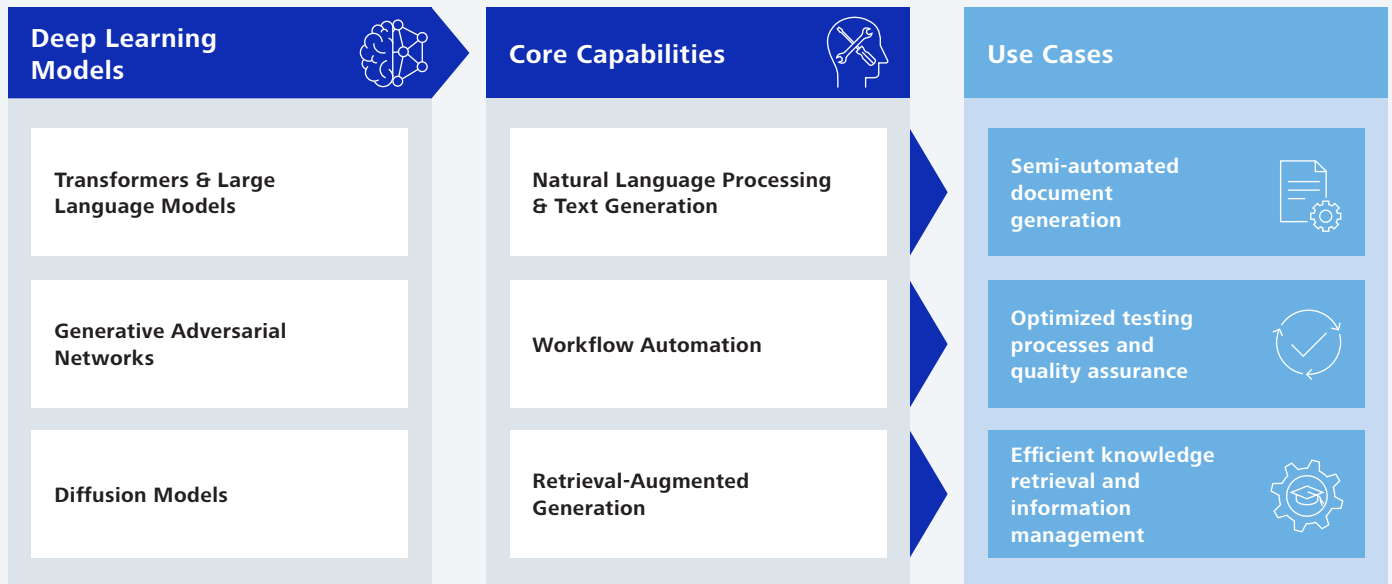 Deep Learning
Models
Core Capabilities
Use Cases
Transformers & Large
Language Models
Natural Language Processing
& Text Generation
Semi-automated
document
generation
Generative Adversarial
Networks
Workflow Automation
Optimized testing
processes and
quality assurance
Diffusion Models
Retrieval-Augmented
Generation
Efficient knowledge
retrieval and
information
management